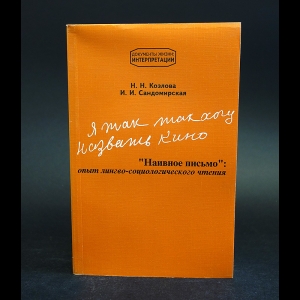 ДОКУМЕНТЫ ЖИЗНИ:
ИНТЕРПРЕТАЦИИ
Н. Н. Козлова
И. И. Сандомирская
Я так хочу
назвать кино
"Наивное письмо":
опыт лингво-социологического чтения